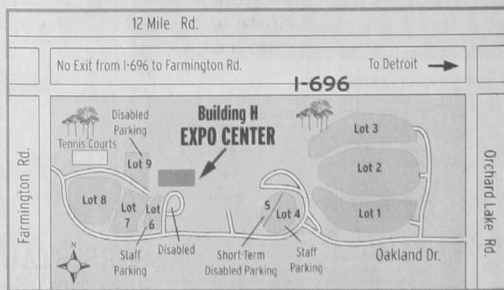 12 Mile Rd.
No Exit from I-696 to Farmington Rd.
To Detroit
I-696
Disabled
Parking
Building H
EXPO CENTER
Tennis Courts
Lot 9
Lot 3
Lot 2
Lot 1
Lot 8
Lot
7
Lot
6
5
Lot 4
Staff
Parking
Disabled
Short-Term
Disabled Parking
Staff
Parking
Oakland Dr.
Farmington Rd.
Orchard Lake Rd.
N